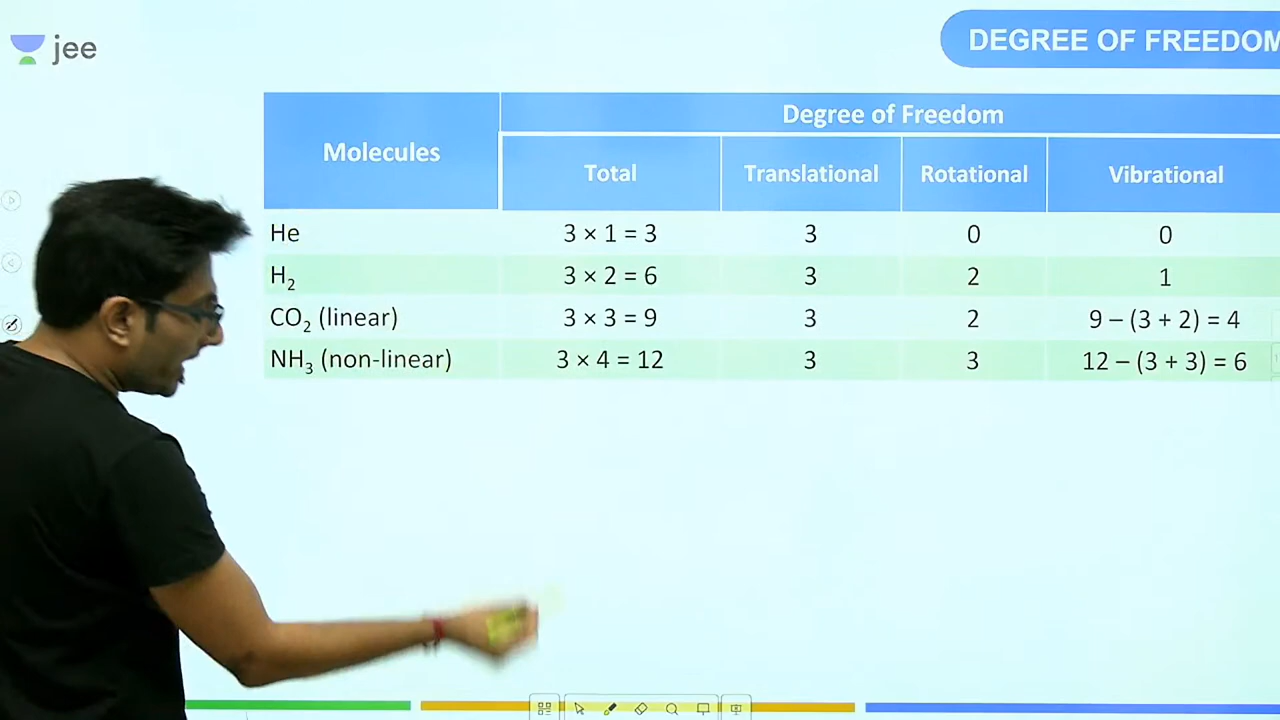 jee
DEGREE OF FREEDOM
Molecules
Degree of Freedom
Total Translational Rotational Vibrational
He 3 × 1 = 3 3 0 0
H₂ 3 × 2 = 6 3 2 1
CO₂ (linear) 3 × 3 = 9 3 2 9 – (3 + 2) = 4
NH₃ (non-linear) 3 × 4 = 12 3 3 12 – (3 + 3) = 6